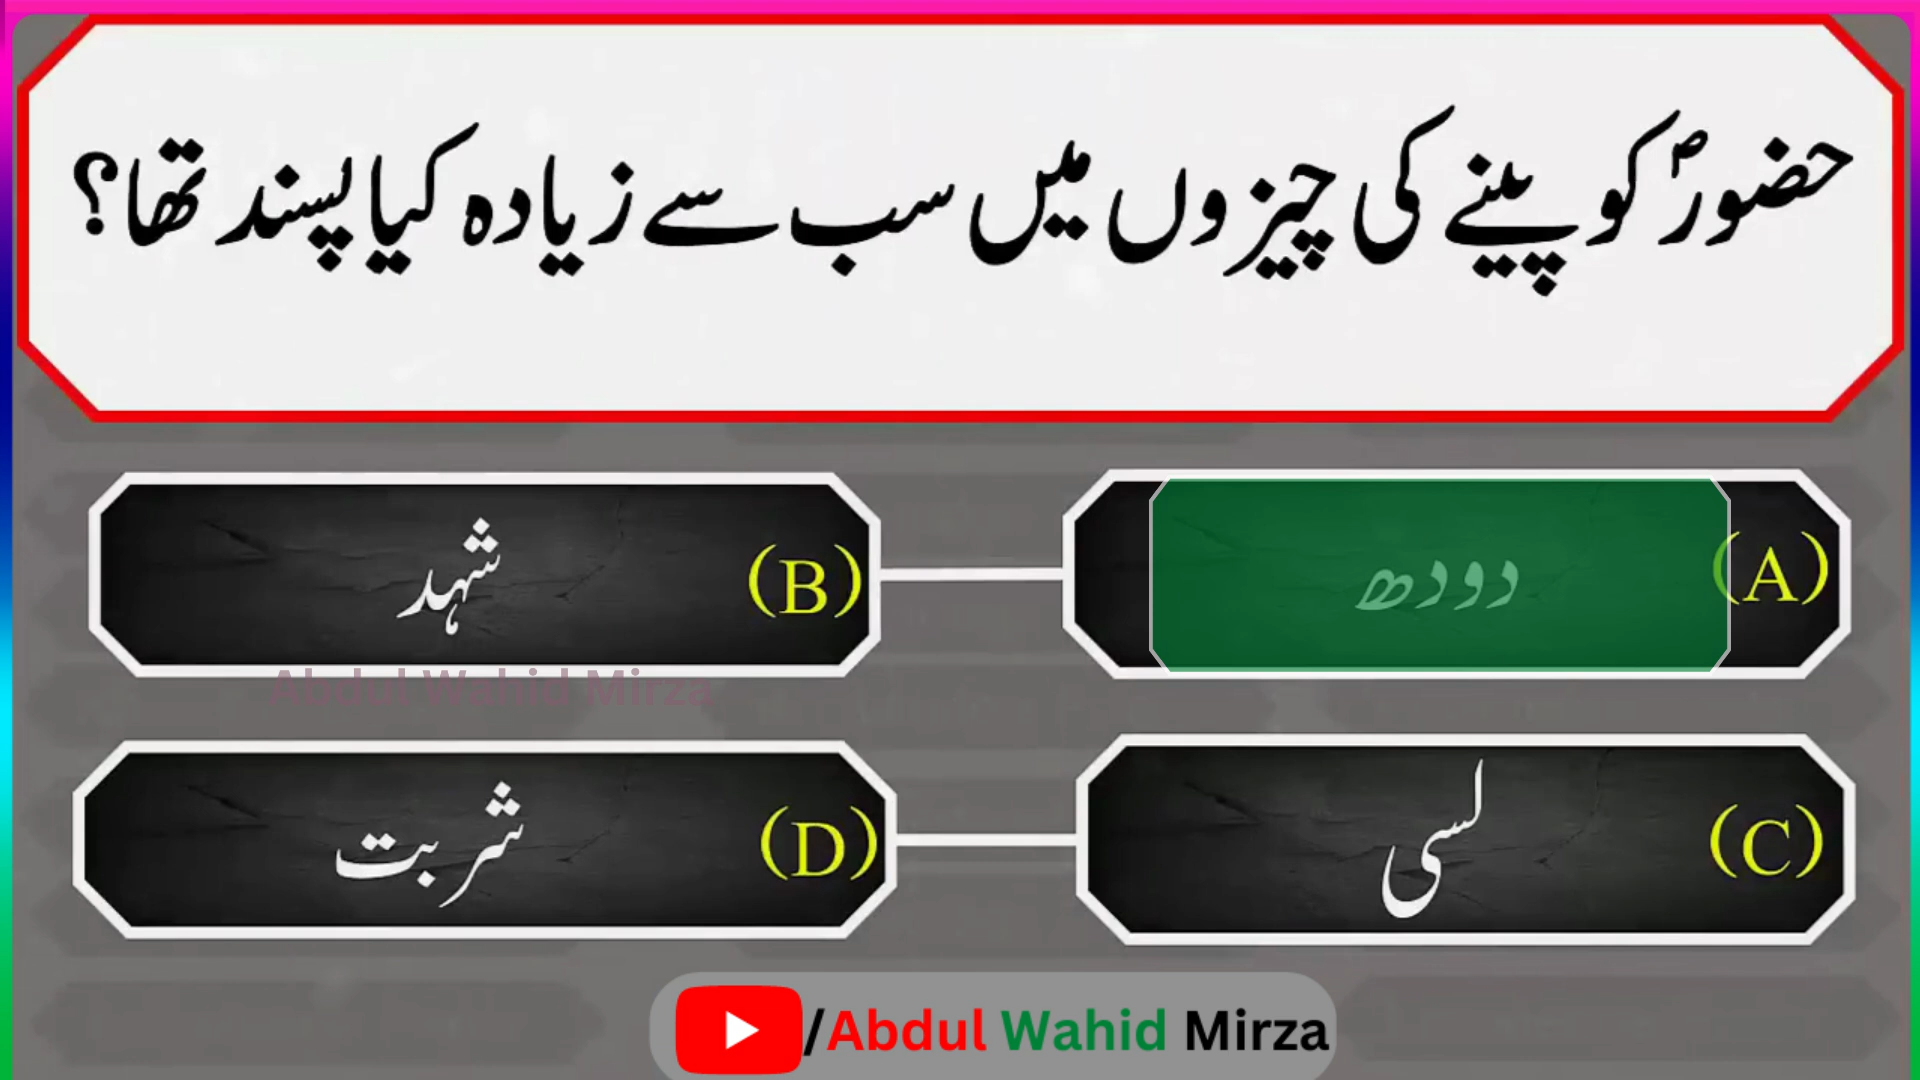 حضورؐ کو پینے کی چیزوں میں سب سے زیادہ کیا پسند تھا؟
(A) دودھ
(B) شہد
Abdul Wahid Mirza
(C) لسی
(D) شربت
/Abdul Wahid Mirza